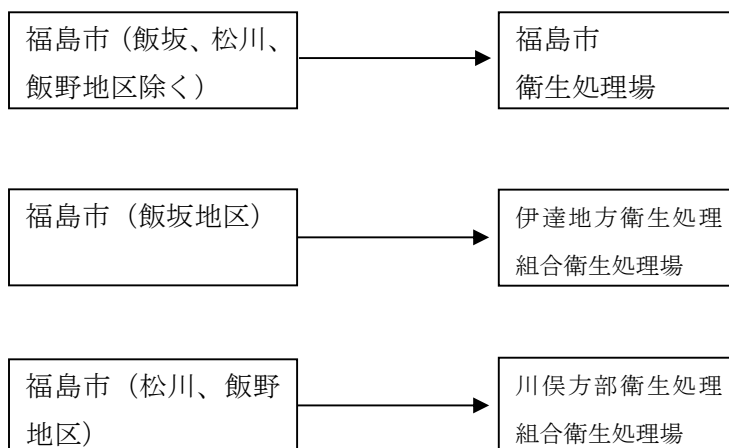 福島市（飯坂、松川、
飯野地区除く）
福島市
衛生処理場
福島市（飯坂地区）
伊達地方衛生処理
組合衛生処理場
福島市（松川、飯野
地区）
川俣方部衛生処理
組合衛生処理場